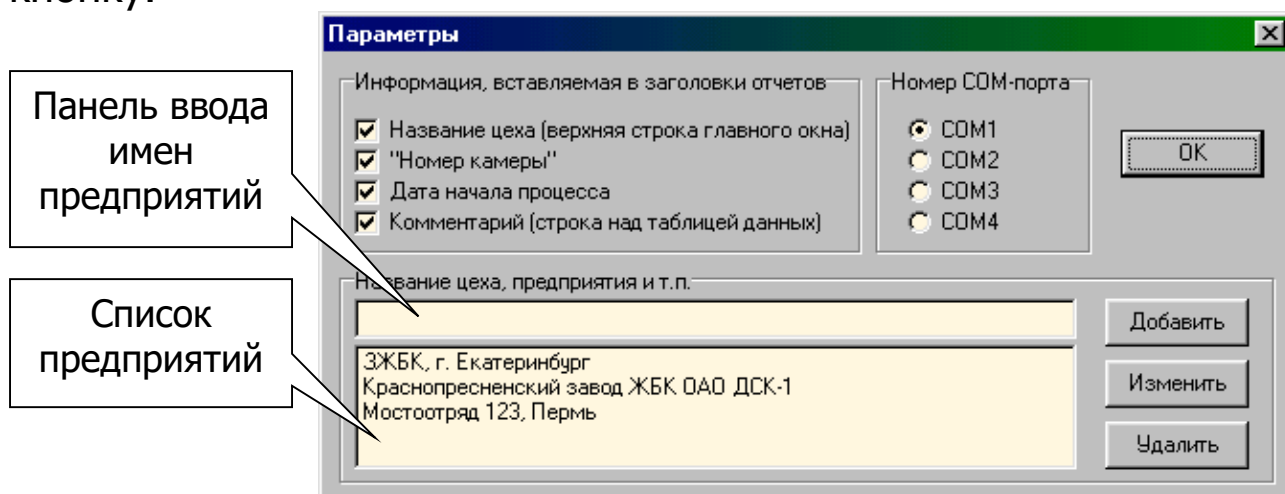 кнопку.
Параметры
Панель ввода
имен
предприятий
Информация, вставляемая в заголовки отчетов
Название цеха (верхняя строка главного окна)
"Номер камеры"
Дата начала процесса
Комментарий (строка над таблицей данных)
Номер COM-порта
COM1
COM2
COM3
COM4
OK
Список
предприятий
Название цеха, предприятия и т.п.
Добавить
ЗЖБК, г. Екатеринбург
Краснопресненский завод ЖБК ОАО ДСК-1
Мостоотряд 123, Пермь
Изменить
Удалить